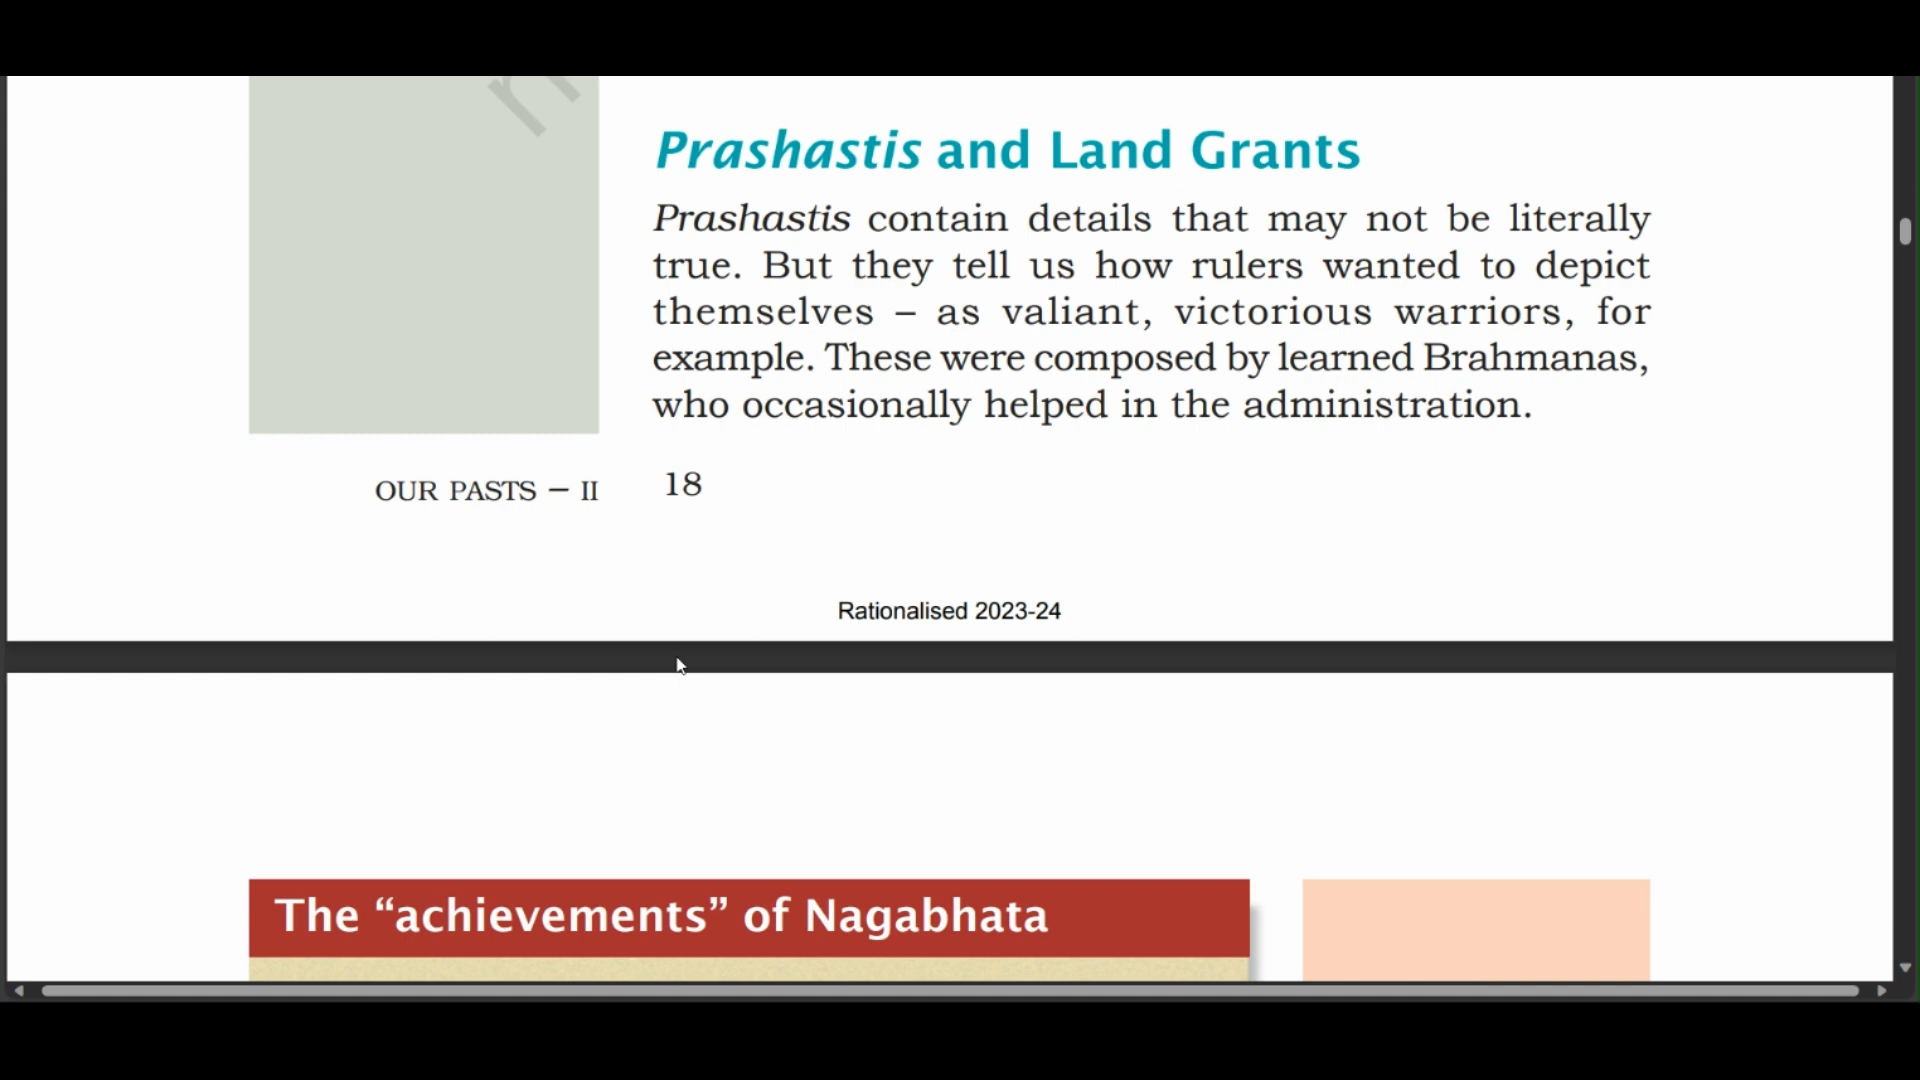 Prashastis and Land Grants
Prashastis contain details that may not be literally
true. But they tell us how rulers wanted to depict
themselves – as valiant, victorious warriors, for
example. These were composed by learned Brahmanas,
who occasionally helped in the administration.
OUR PASTS – II 18
Rationalised 2023-24
The “achievements” of Nagabhata